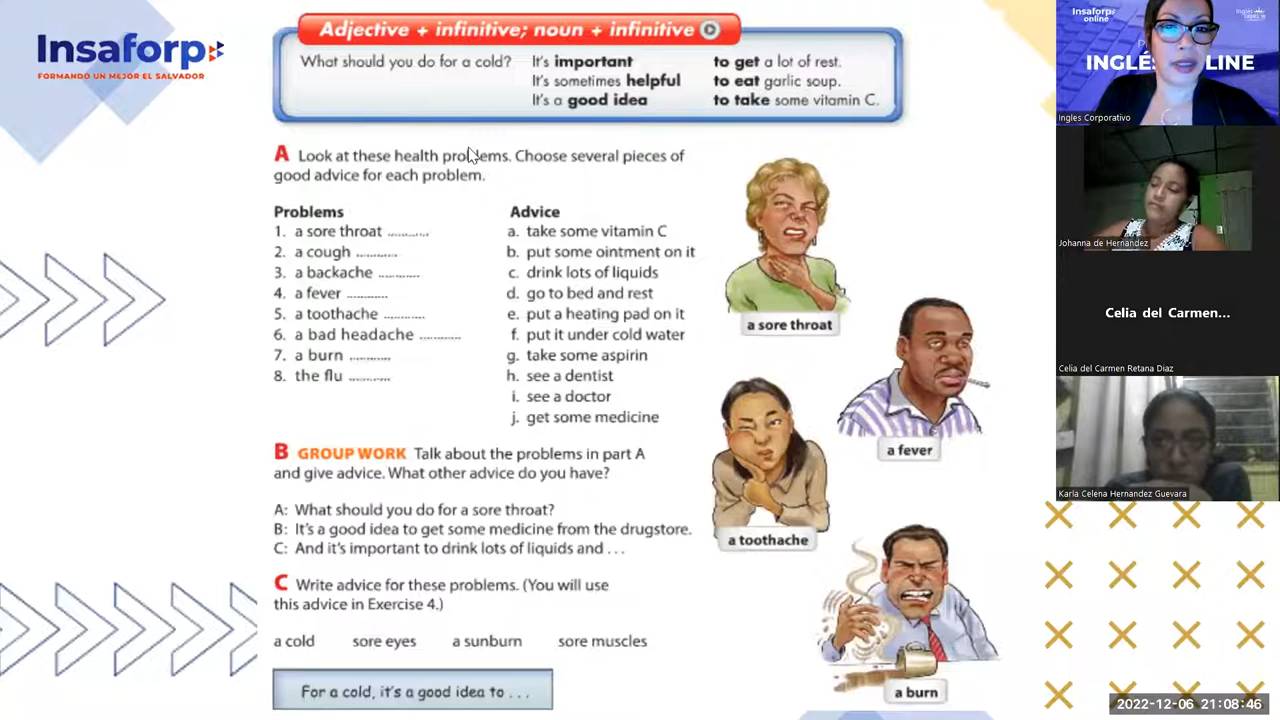 Insaforp
FORMANDO UN MEJOR EL SALVADOR
Adjective + infinitive; noun + infinitive
What should you do for a cold? It's important to get a lot of rest.
It's sometimes helpful to eat garlic soup.
It's a good idea to take some vitamin C.
A Look at these health problems. Choose several pieces of
good advice for each problem.
Problems
1. a sore throat ............
2. a cough ............
3. a backache ............
4. a fever ............
5. a toothache ............
6. a bad headache ............
7. a burn ............
8. the flu ............
Advice
a. take some vitamin C
b. put some ointment on it
c. drink lots of liquids
d. go to bed and rest
e. put a heating pad on it
f. put it under cold water
g. take some aspirin
h. see a dentist
i. see a doctor
j. get some medicine
a sore throat
a fever
a toothache
a burn
B GROUP WORK Talk about the problems in part A
and give advice. What other advice do you have?
A: What should you do for a sore throat?
B: It's a good idea to get some medicine from the drugstore.
C: And it's important to drink lots of liquids and . . .
C Write advice for these problems. (You will use
this advice in Exercise 4.)
a cold sore eyes a sunburn sore muscles
For a cold, it's a good idea to . . .
Insaforp
online
Ingles Corporativo
Johanna de Hernandez
Celia del Carmen...
Celia del Carmen Retana Diaz
Karla Celena Hernandez Guevara
2022-12-06 21:08:46